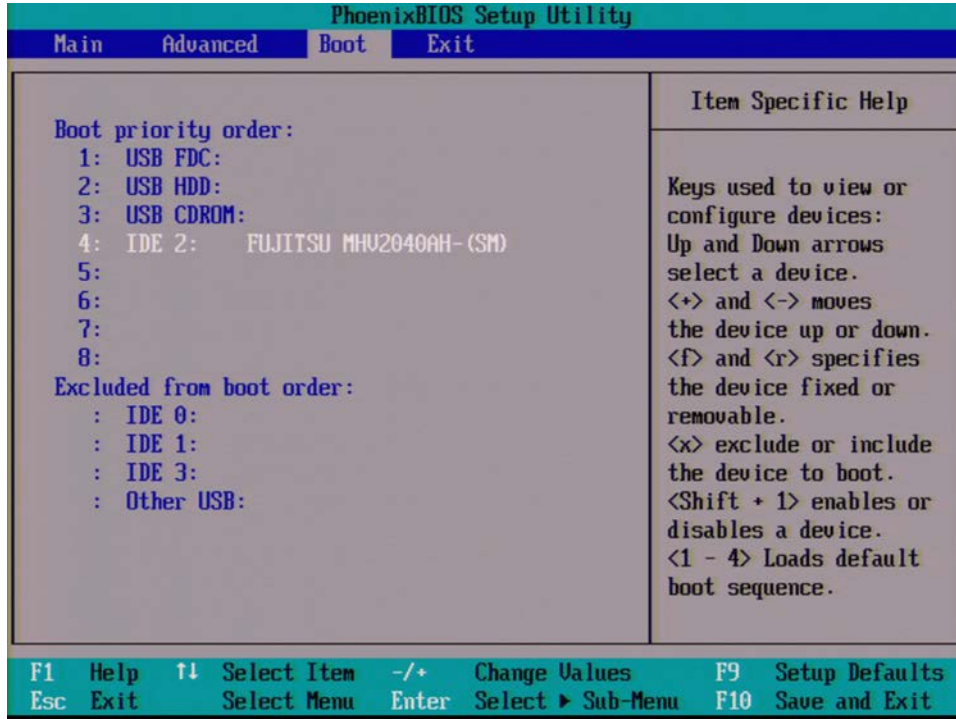 PhoenixBIOS Setup Utility
Main Advanced Boot Exit
Boot priority order:
1: USB FDC:
2: USB HDD:
3: USB CDROM:
4: IDE 2: FUJITSU MHV2040AH-(SM)
5:
6:
7:
8:
Excluded from boot order:
: IDE 0:
: IDE 1:
: IDE 3:
: Other USB:
Item Specific Help
Keys used to view or
configure devices:
Up and Down arrows
select a device.
<+> and <-> moves
the device up or down.
<f> and <r> specifies
the device fixed or
removable.
<x> exclude or include
the device to boot.
<Shift + 1> enables or
disables a device.
<1 - 4> Loads default
boot sequence.
F1 Help ↑↓ Select Item -/+ Change Values F9 Setup Defaults
Esc Exit Select Menu Enter Select ▶ Sub-Menu F10 Save and Exit